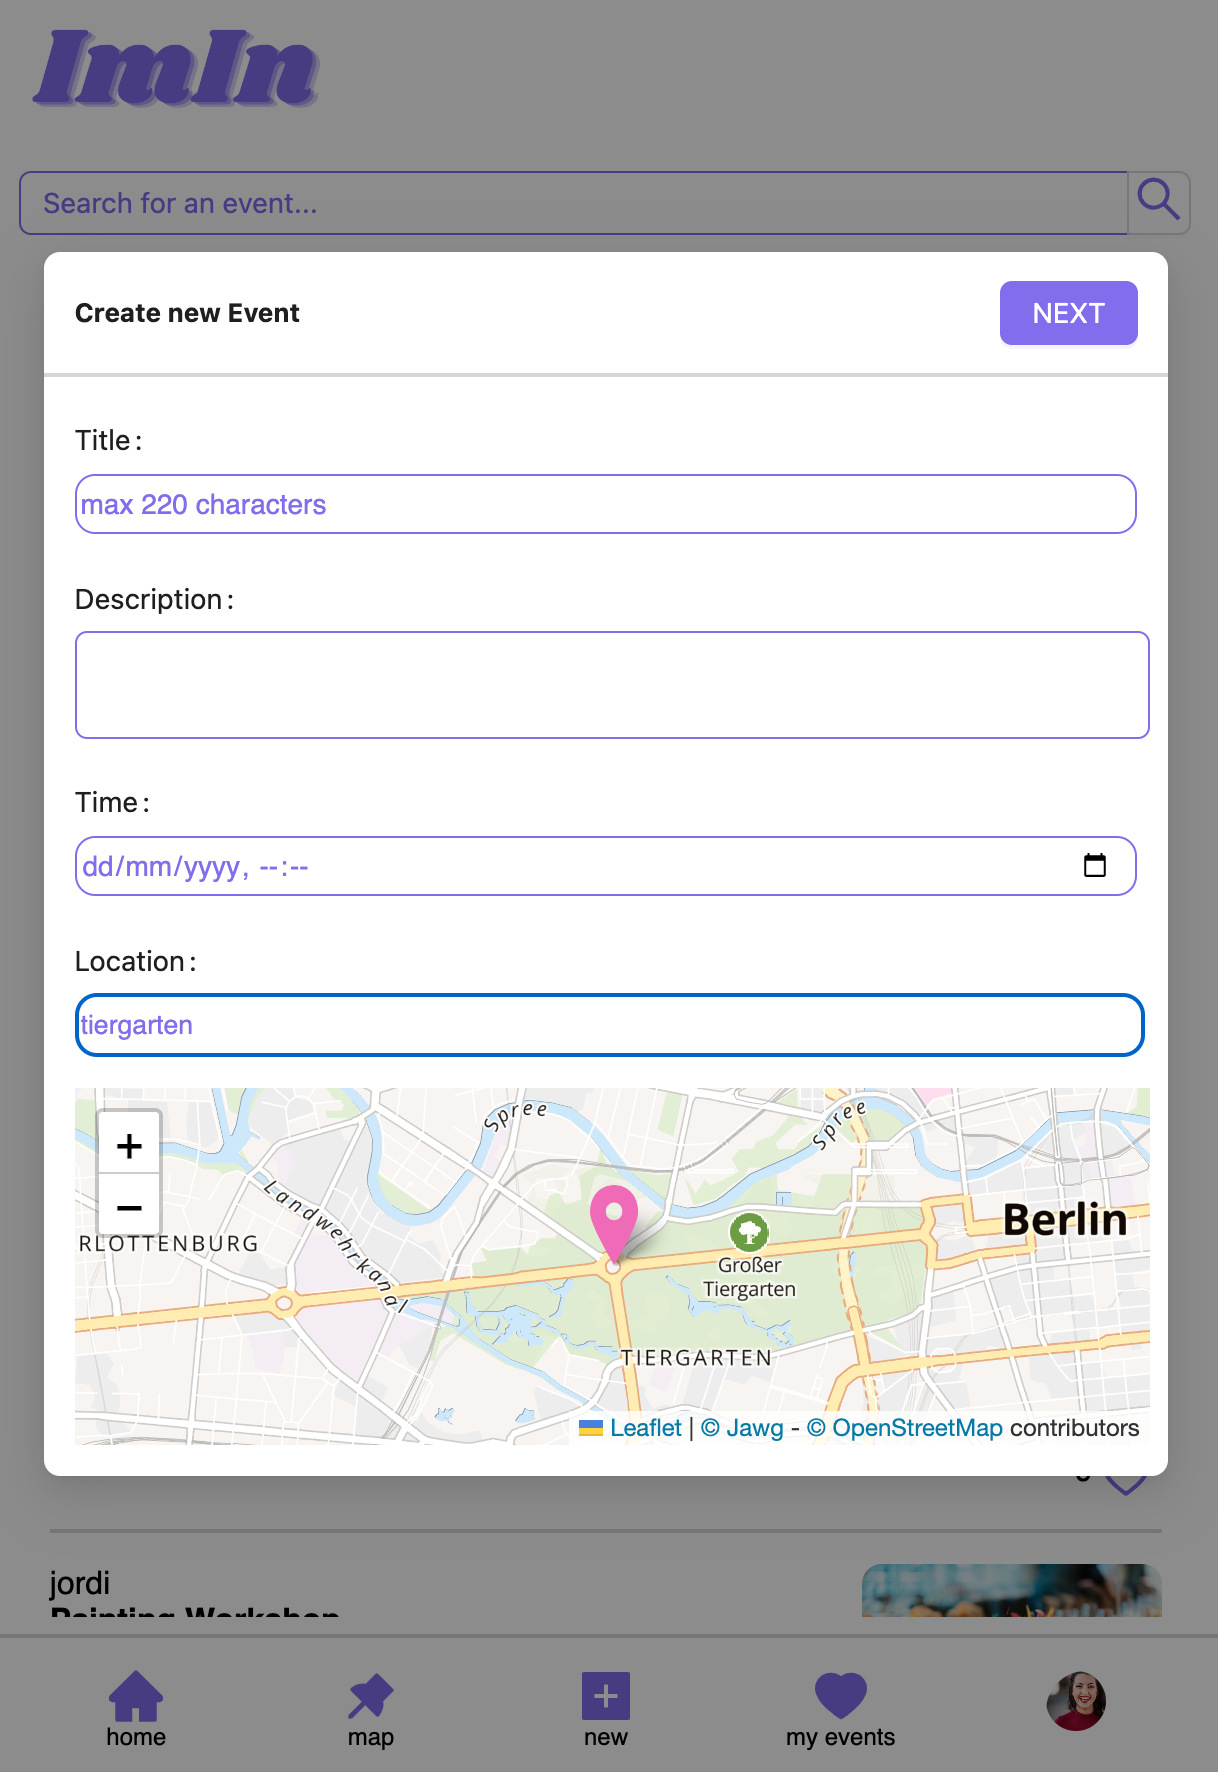 ImIn
Search for an event...
Create new Event
NEXT
Title:
max 220 characters
Description:
Time:
dd/mm/yyyy, --:--
Location:
tiergarten
+
−
Spree
Spree
Landwehrkanal
RLOTTENBURG
Berlin
Großer
Tiergarten
TIERGARTEN
Leaflet | © Jawg - © OpenStreetMap contributors
jordi
Painting Workshop
home
map
new
my events